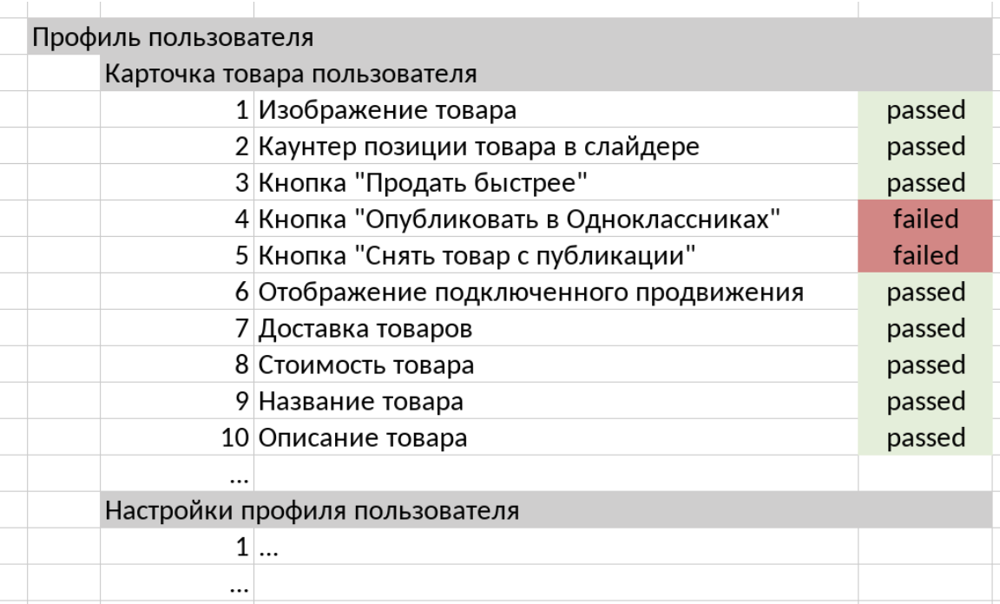 Профиль пользователя
Карточка товара пользователя
1 Изображение товара passed
2 Каунтер позиции товара в слайдере passed
3 Кнопка "Продать быстрее" passed
4 Кнопка "Опубликовать в Одноклассниках" failed
5 Кнопка "Снять товар с публикации" failed
6 Отображение подключенного продвижения passed
7 Доставка товаров passed
8 Стоимость товара passed
9 Название товара passed
10 Описание товара passed
...
Настройки профиля пользователя
1 ...
...